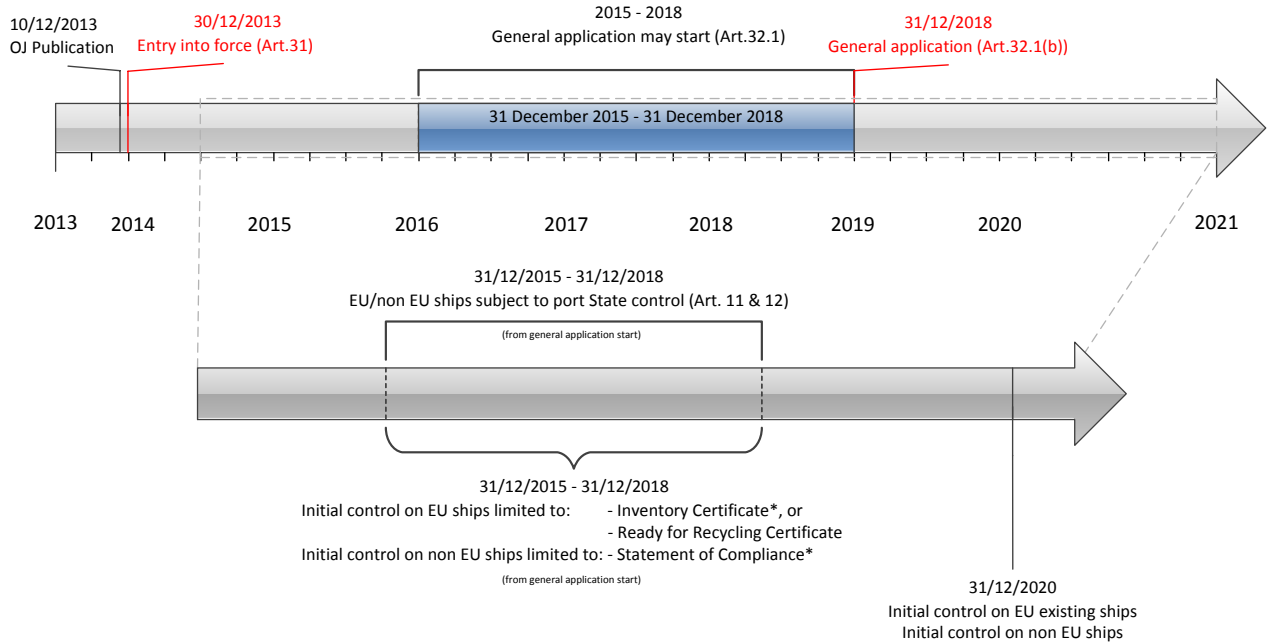 10/12/2013
OJ Publication
30/12/2013
Entry into force (Art.31)
2015 - 2018
General application may start (Art.32.1)
31/12/2018
General application (Art.32.1(b))
31 December 2015 - 31 December 2018
2013 2014 2015 2016 2017 2018 2019 2020 2021
31/12/2015 - 31/12/2018
EU/non EU ships subject to port State control (Art. 11 & 12)
(from general application start)
31/12/2015 - 31/12/2018
Initial control on EU ships limited to: - Inventory Certificate*, or
- Ready for Recycling Certificate
Initial control on non EU ships limited to: - Statement of Compliance*
(from general application start)
31/12/2020
Initial control on EU existing ships
Initial control on non EU ships